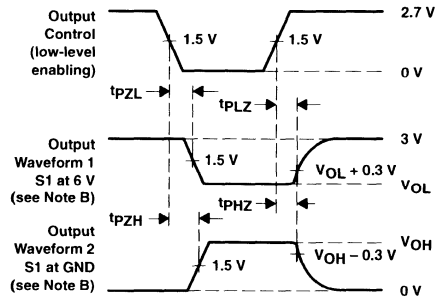 Output
Control
(low-level
enabling)
1.5 V
1.5 V
2.7 V
0 V
tPZL
tPLZ
Output
Waveform 1
S1 at 6 V
(see Note B)
1.5 V
3 V
VOL + 0.3 V
VOL
tPZH
tPHZ
Output
Waveform 2
S1 at GND
(see Note B)
1.5 V
VOH
VOH − 0.3 V
0 V